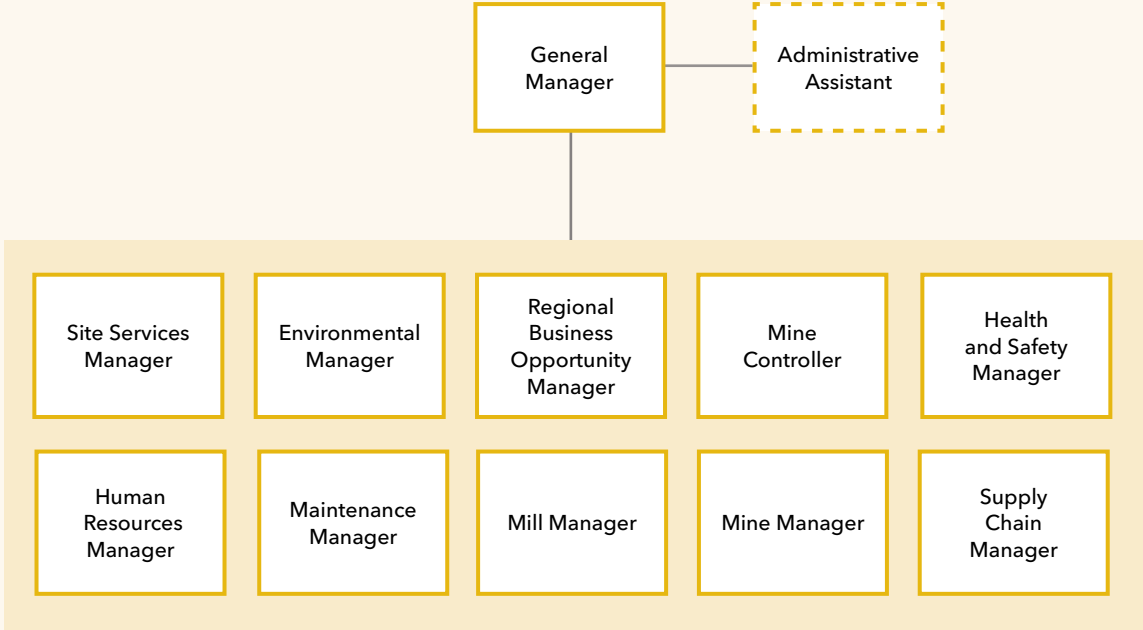 General
Manager
Administrative
Assistant
Site Services
Manager
Environmental
Manager
Regional
Business
Opportunity
Manager
Mine
Controller
Health
and Safety
Manager
Human
Resources
Manager
Maintenance
Manager
Mill Manager
Mine Manager
Supply
Chain
Manager